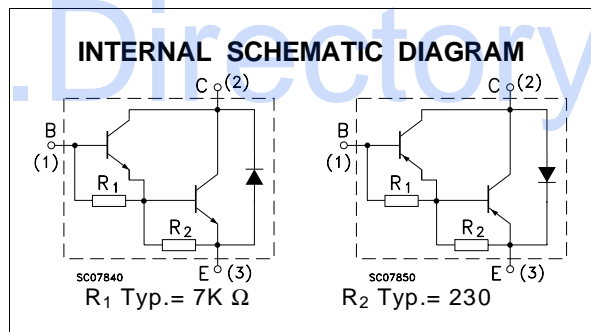 .Directory
INTERNAL SCHEMATIC DIAGRAM
C (2)
B
(1)
R1
R2
E (3)
SC07840
C (2)
B
(1)
R1
R2
E (3)
SC07850
R1 Typ.= 7K Ω
R2 Typ.= 230